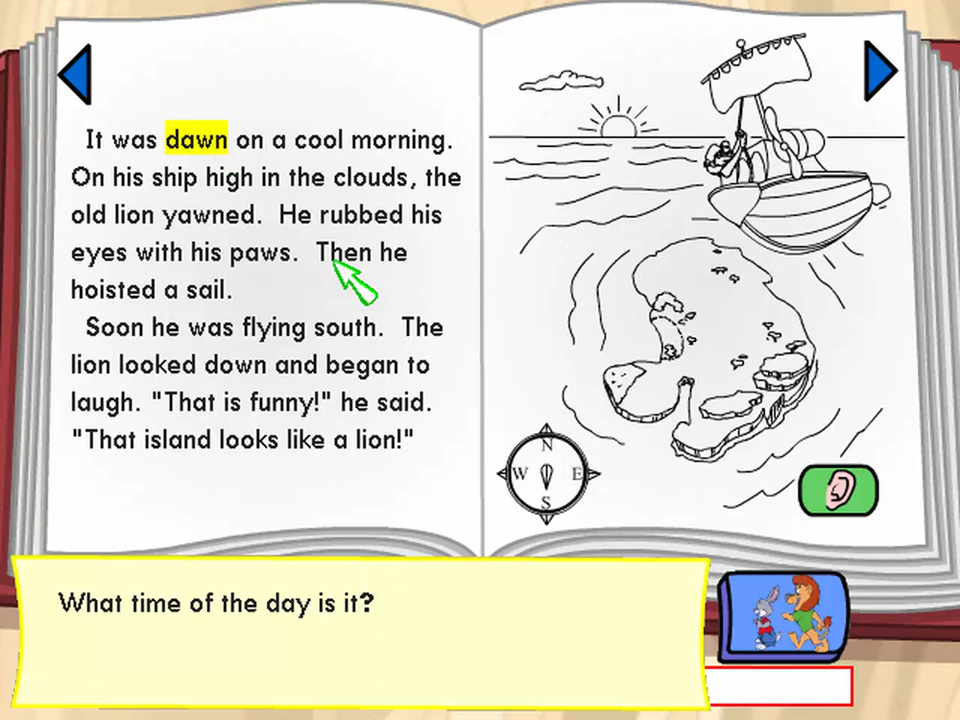 It was dawn on a cool morning.
On his ship high in the clouds, the
old lion yawned. He rubbed his
eyes with his paws. Then he
hoisted a sail.
Soon he was flying south. The
lion looked down and began to
laugh. "That is funny!" he said.
"That island looks like a lion!"
N
W E
S
What time of the day is it?